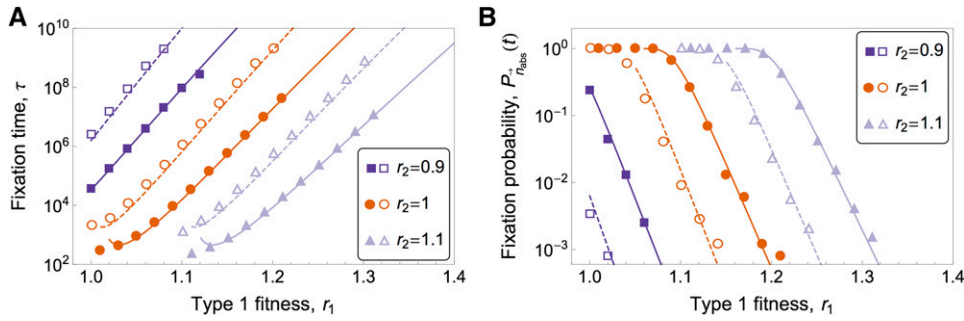 A
10^10
10^8
10^6
10^4
10^2
Fixation time, τ
1.0 1.1 1.2 1.3 1.4
Type 1 fitness, r₁
r₂=0.9
r₂=1
r₂=1.1
B
10^0
10^-1
10^-2
10^-3
Fixation probability, P_{n⃗_abs}(t)
1.0 1.1 1.2 1.3 1.4
Type 1 fitness, r₁
r₂=0.9
r₂=1
r₂=1.1